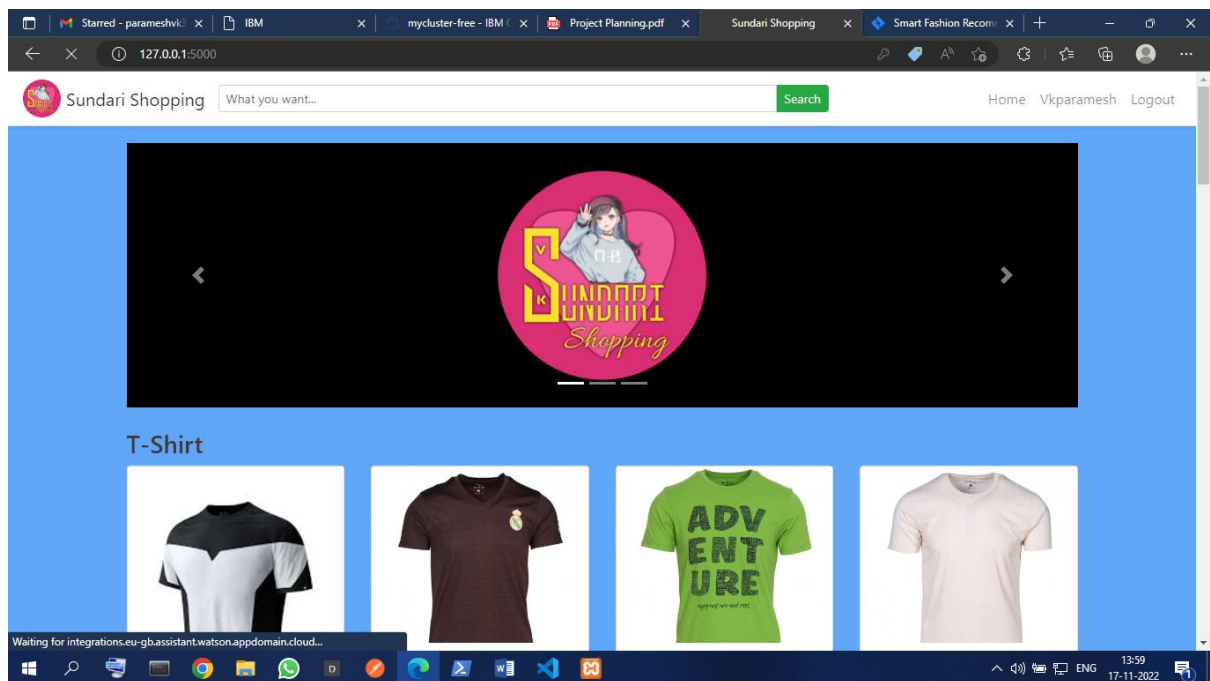 Starred - parameshvk
IBM
mycluster-free - IBM C
Project Planning.pdf
Sundari Shopping
Smart Fashion Recom
127.0.0.1:5000
Sundari Shopping
What you want...
Search
Home Vkparamesh Logout
V
SUNDARI
K
Shopping
T-Shirt
ADV
ENT
URE
Waiting for integrations.eu-gb.assistant.watson.appdomain.cloud...
ENG
13:59
17-11-2022